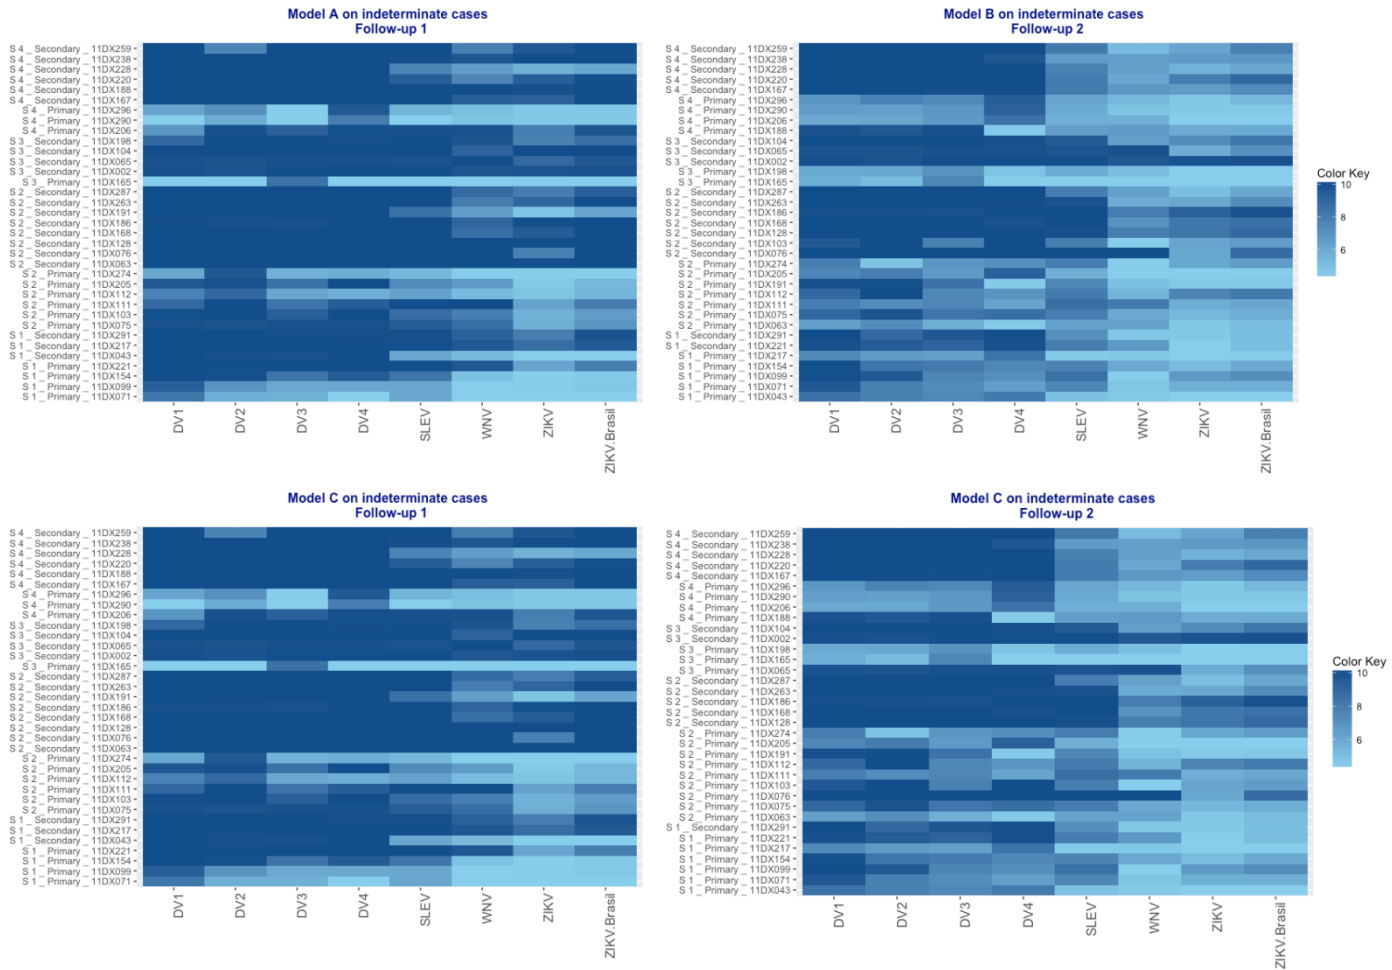 Model A on indeterminate cases
Follow-up 1
S 4 _ Secondary _ 11DX259
S 4 _ Secondary _ 11DX238
S 4 _ Secondary _ 11DX228
S 4 _ Secondary _ 11DX220
S 4 _ Secondary _ 11DX188
S 4 _ Secondary _ 11DX167
S 4 _ Primary _ 11DX296
S 4 _ Primary _ 11DX290
S 4 _ Primary _ 11DX206
S 3 _ Secondary _ 11DX198
S 3 _ Secondary _ 11DX104
S 3 _ Secondary _ 11DX065
S 3 _ Secondary _ 11DX002
S 3 _ Primary _ 11DX165
S 2 _ Secondary _ 11DX287
S 2 _ Secondary _ 11DX263
S 2 _ Secondary _ 11DX191
S 2 _ Secondary _ 11DX186
S 2 _ Secondary _ 11DX168
S 2 _ Secondary _ 11DX128
S 2 _ Secondary _ 11DX076
S 2 _ Secondary _ 11DX063
S 2 _ Primary _ 11DX274
S 2 _ Primary _ 11DX205
S 2 _ Primary _ 11DX112
S 2 _ Primary _ 11DX111
S 2 _ Primary _ 11DX103
S 2 _ Primary _ 11DX075
S 1 _ Secondary _ 11DX291
S 1 _ Secondary _ 11DX217
S 1 _ Secondary _ 11DX043
S 1 _ Primary _ 11DX221
S 1 _ Primary _ 11DX154
S 1 _ Primary _ 11DX099
S 1 _ Primary _ 11DX071
DV1
DV2
DV3
DV4
SLEV
WNV
ZIKV
ZIKV.Brasil
Model B on indeterminate cases
Follow-up 2
S 4 _ Secondary _ 11DX259
S 4 _ Secondary _ 11DX238
S 4 _ Secondary _ 11DX228
S 4 _ Secondary _ 11DX220
S 4 _ Secondary _ 11DX167
S 4 _ Primary _ 11DX296
S 4 _ Primary _ 11DX290
S 4 _ Primary _ 11DX206
S 4 _ Primary _ 11DX188
S 3 _ Secondary _ 11DX104
S 3 _ Secondary _ 11DX065
S 3 _ Secondary _ 11DX002
S 3 _ Primary _ 11DX198
S 3 _ Primary _ 11DX165
S 2 _ Secondary _ 11DX287
S 2 _ Secondary _ 11DX263
S 2 _ Secondary _ 11DX186
S 2 _ Secondary _ 11DX168
S 2 _ Secondary _ 11DX128
S 2 _ Secondary _ 11DX103
S 2 _ Secondary _ 11DX076
S 2 _ Primary _ 11DX274
S 2 _ Primary _ 11DX205
S 2 _ Primary _ 11DX191
S 2 _ Primary _ 11DX112
S 2 _ Primary _ 11DX111
S 2 _ Primary _ 11DX075
S 2 _ Primary _ 11DX063
S 1 _ Secondary _ 11DX291
S 1 _ Secondary _ 11DX221
S 1 _ Primary _ 11DX217
S 1 _ Primary _ 11DX154
S 1 _ Primary _ 11DX099
S 1 _ Primary _ 11DX071
S 1 _ Primary _ 11DX043
DV1
DV2
DV3
DV4
SLEV
WNV
ZIKV
ZIKV.Brasil
Color Key
10
8
6
Model C on indeterminate cases
Follow-up 1
S 4 _ Secondary _ 11DX259
S 4 _ Secondary _ 11DX238
S 4 _ Secondary _ 11DX228
S 4 _ Secondary _ 11DX220
S 4 _ Secondary _ 11DX188
S 4 _ Secondary _ 11DX167
S 4 _ Primary _ 11DX296
S 4 _ Primary _ 11DX290
S 4 _ Primary _ 11DX206
S 3 _ Secondary _ 11DX198
S 3 _ Secondary _ 11DX104
S 3 _ Secondary _ 11DX065
S 3 _ Secondary _ 11DX002
S 3 _ Primary _ 11DX165
S 2 _ Secondary _ 11DX287
S 2 _ Secondary _ 11DX263
S 2 _ Secondary _ 11DX191
S 2 _ Secondary _ 11DX186
S 2 _ Secondary _ 11DX168
S 2 _ Secondary _ 11DX128
S 2 _ Secondary _ 11DX076
S 2 _ Secondary _ 11DX063
S 2 _ Primary _ 11DX274
S 2 _ Primary _ 11DX205
S 2 _ Primary _ 11DX112
S 2 _ Primary _ 11DX111
S 2 _ Primary _ 11DX103
S 2 _ Primary _ 11DX075
S 1 _ Secondary _ 11DX291
S 1 _ Secondary _ 11DX217
S 1 _ Secondary _ 11DX043
S 1 _ Primary _ 11DX221
S 1 _ Primary _ 11DX154
S 1 _ Primary _ 11DX099
S 1 _ Primary _ 11DX071
DV1
DV2
DV3
DV4
SLEV
WNV
ZIKV
ZIKV.Brasil
Model C on indeterminate cases
Follow-up 2
S 4 _ Secondary _ 11DX259
S 4 _ Secondary _ 11DX238
S 4 _ Secondary _ 11DX228
S 4 _ Secondary _ 11DX220
S 4 _ Secondary _ 11DX167
S 4 _ Primary _ 11DX296
S 4 _ Primary _ 11DX290
S 4 _ Primary _ 11DX206
S 4 _ Primary _ 11DX188
S 3 _ Secondary _ 11DX104
S 3 _ Secondary _ 11DX002
S 3 _ Primary _ 11DX198
S 3 _ Primary _ 11DX165
S 3 _ Primary _ 11DX065
S 2 _ Secondary _ 11DX287
S 2 _ Secondary _ 11DX263
S 2 _ Secondary _ 11DX186
S 2 _ Secondary _ 11DX168
S 2 _ Secondary _ 11DX128
S 2 _ Primary _ 11DX274
S 2 _ Primary _ 11DX205
S 2 _ Primary _ 11DX191
S 2 _ Primary _ 11DX112
S 2 _ Primary _ 11DX111
S 2 _ Primary _ 11DX103
S 2 _ Primary _ 11DX076
S 2 _ Primary _ 11DX075
S 2 _ Primary _ 11DX063
S 1 _ Secondary _ 11DX291
S 1 _ Primary _ 11DX221
S 1 _ Primary _ 11DX217
S 1 _ Primary _ 11DX154
S 1 _ Primary _ 11DX099
S 1 _ Primary _ 11DX071
S 1 _ Primary _ 11DX043
DV1
DV2
DV3
DV4
SLEV
WNV
ZIKV
ZIKV.Brasil
Color Key
10
8
6